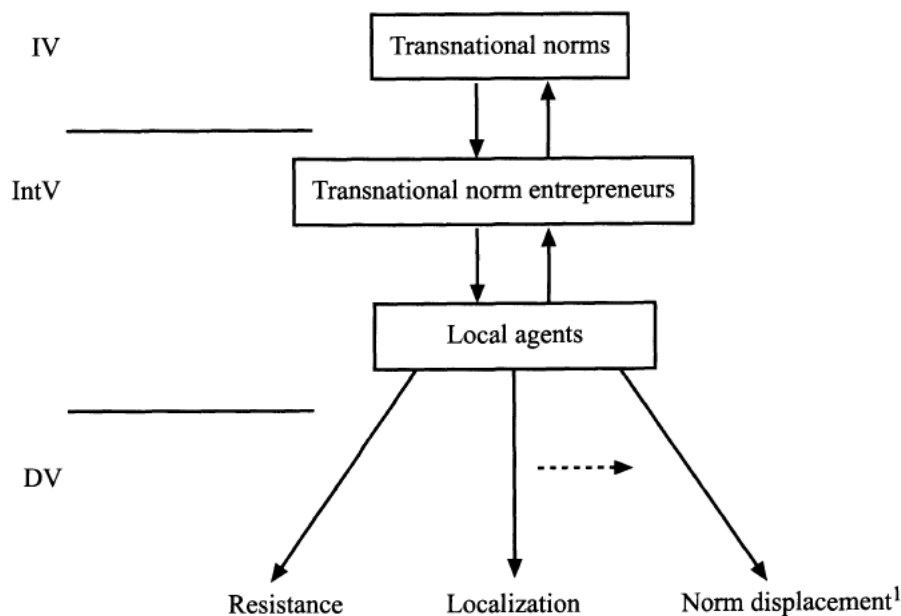 IV
Transnational norms
IntV
Transnational norm entrepreneurs
Local agents
DV
Resistance
Localization
Norm displacement¹